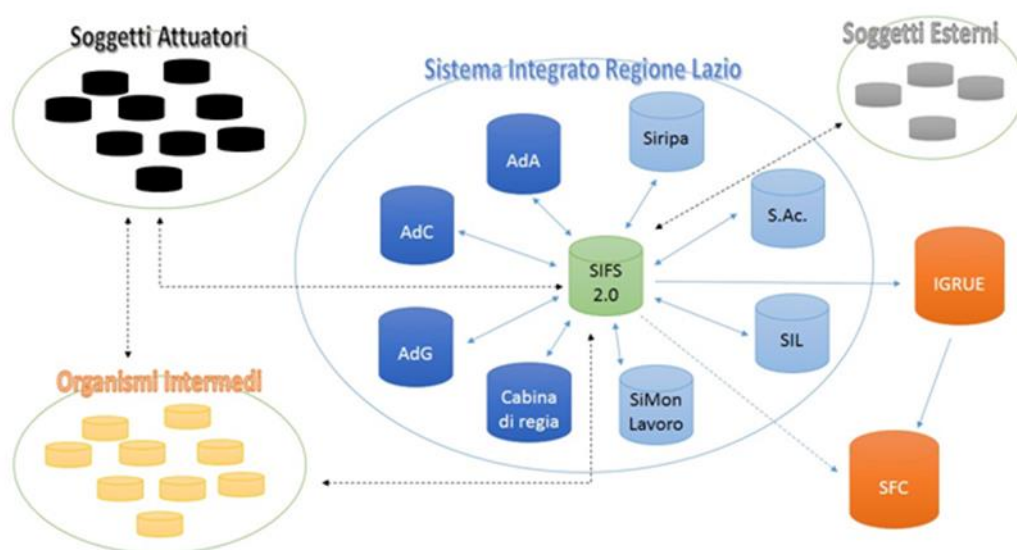 Soggetti Attuatori
Soggetti Esterni
Sistema Integrato Regione Lazio
Siripa
AdA
S.Ac.
AdC
SIFS
2.0
IGRUE
AdG
SIL
Cabina
di regia
SiMon
Lavoro
Organismi Intermedi
SFC